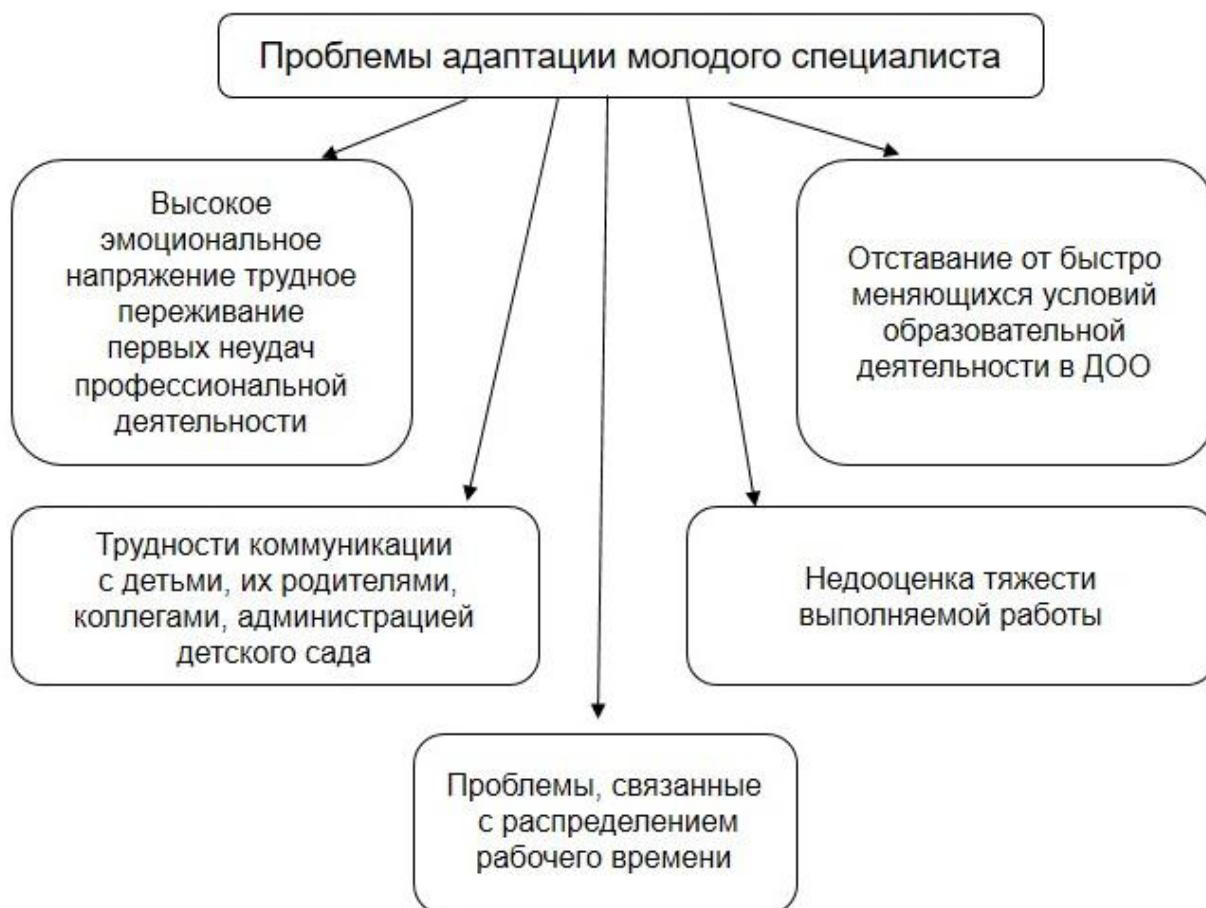 Проблемы адаптации молодого специалиста
Высокое
эмоциональное
напряжение трудное
переживание
первых неудач
профессиональной
деятельности
Отставание от быстро
меняющихся условий
образовательной
деятельности в ДОО
Трудности коммуникации
с детьми, их родителями,
коллегами, администрацией
детского сада
Недооценка тяжести
выполняемой работы
Проблемы, связанные
с распределением
рабочего времени